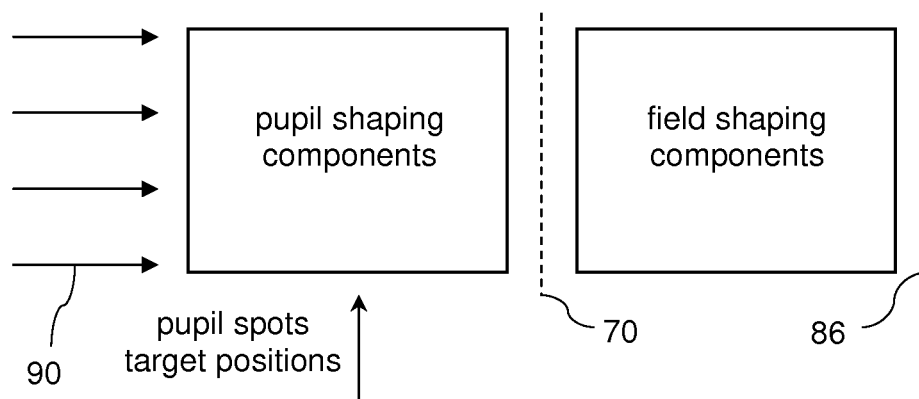 pupil shaping
components
field shaping
components
pupil spots
target positions
90
70
86